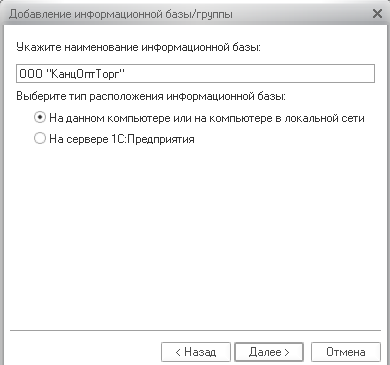 Добавление информационной базы/группы
Укажите наименование информационной базы:
ООО "КанцОптТорг"
Выберите тип расположения информационной базы:
На данном компьютере или на компьютере в локальной сети
На сервере 1С:Предприятия
< Назад Далее > Отмена